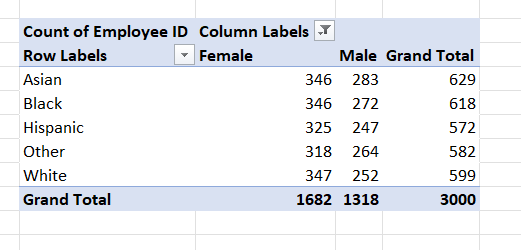 Count of Employee ID Column Labels
Row Labels Female Male Grand Total
Asian 346 283 629
Black 346 272 618
Hispanic 325 247 572
Other 318 264 582
White 347 252 599
Grand Total 1682 1318 3000